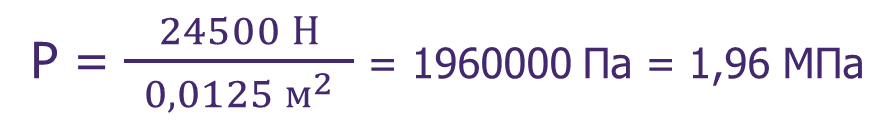 P = 24500 Н / 0,0125 м² = 1960000 Па = 1,96 МПа